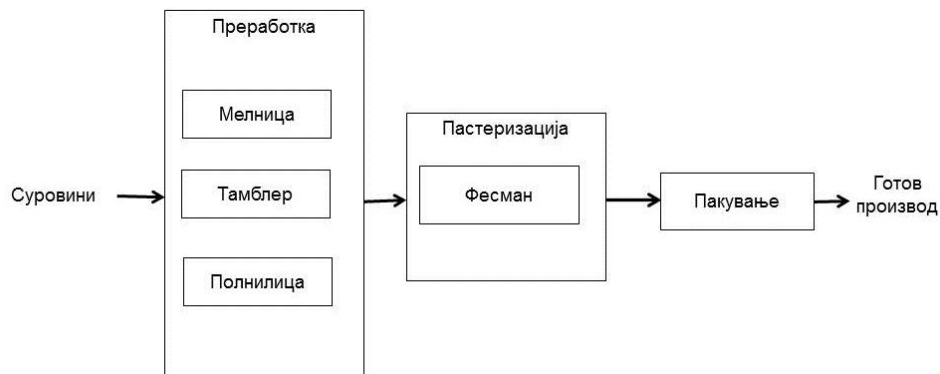 Преработка
Мелница
Тамблер
Полнилица
Суровини
Пастеризација
Фесман
Пакување
Готов
производ